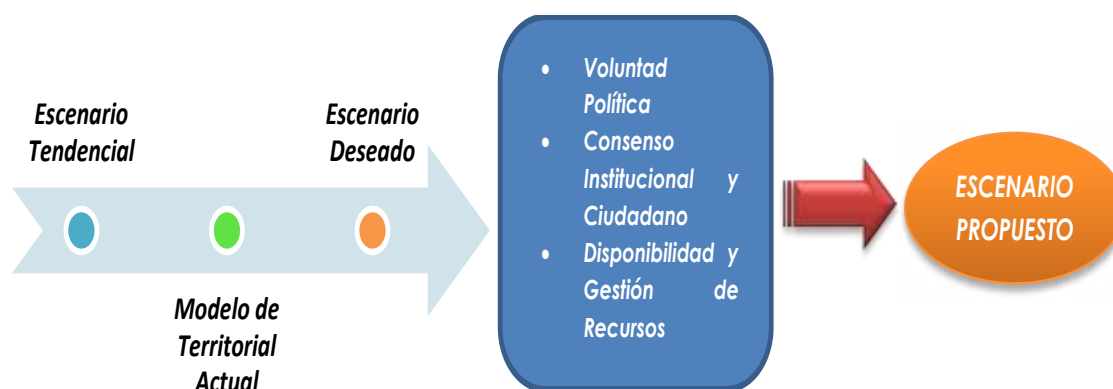 Escenario
Tendencial
Escenario
Deseado
Modelo de
Territorial
Actual
• Voluntad
Política
• Consenso
Institucional y
Ciudadano
• Disponibilidad y
Gestión de
Recursos
ESCENARIO
PROPUESTO